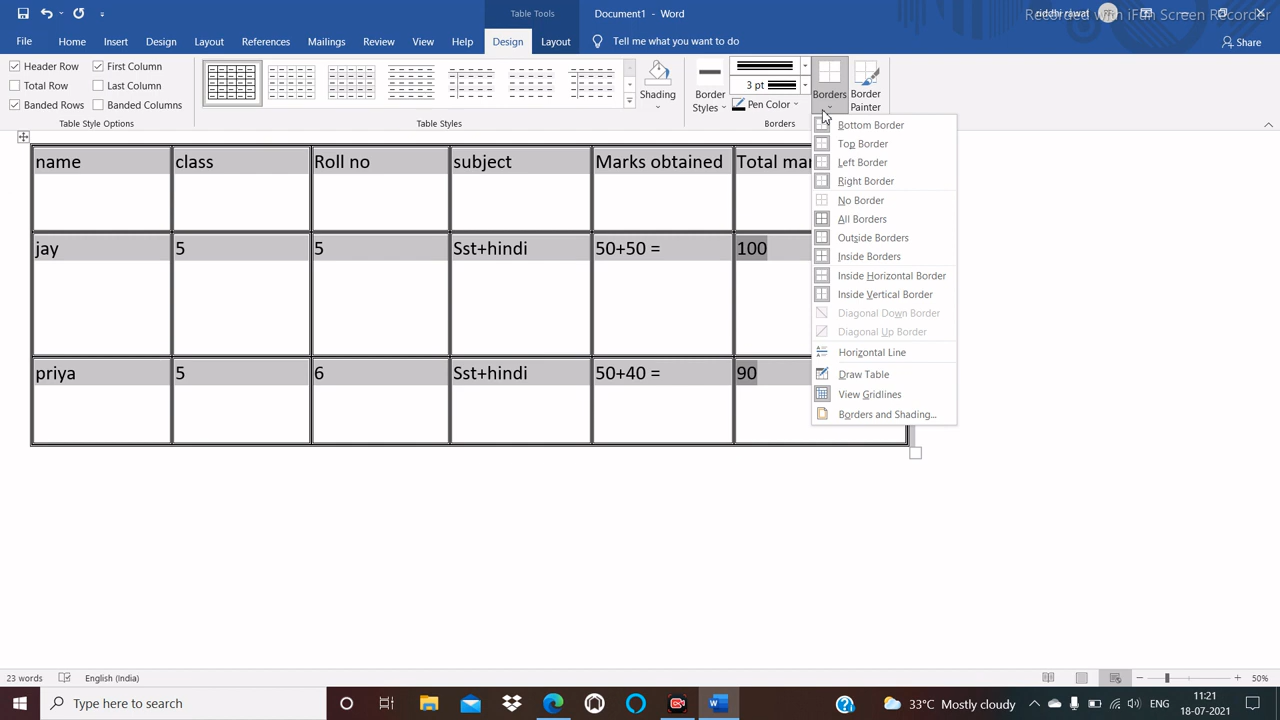 Table Tools
Document1 - Word
riddhi rawat
Recorded with iFun Screen Recorder
File Home Insert Design Layout References Mailings Review View Help Design Layout Tell me what you want to do Share
Header Row First Column
Total Row Last Column
Banded Rows Banded Columns
Table Style Options
Table Styles
Shading
Border Styles
3 pt
Pen Color
Borders
Border Painter
Borders
Bottom Border
Top Border
Left Border
Right Border
No Border
All Borders
Outside Borders
Inside Borders
Inside Horizontal Border
Inside Vertical Border
Diagonal Down Border
Diagonal Up Border
Horizontal Line
Draw Table
View Gridlines
Borders and Shading...
name class Roll no subject Marks obtained Total mar
jay 5 5 Sst+hindi 50+50 = 100
priya 5 6 Sst+hindi 50+40 = 90
23 words English (India) 50%
Type here to search
33°C Mostly cloudy ENG 11:21
18-07-2021